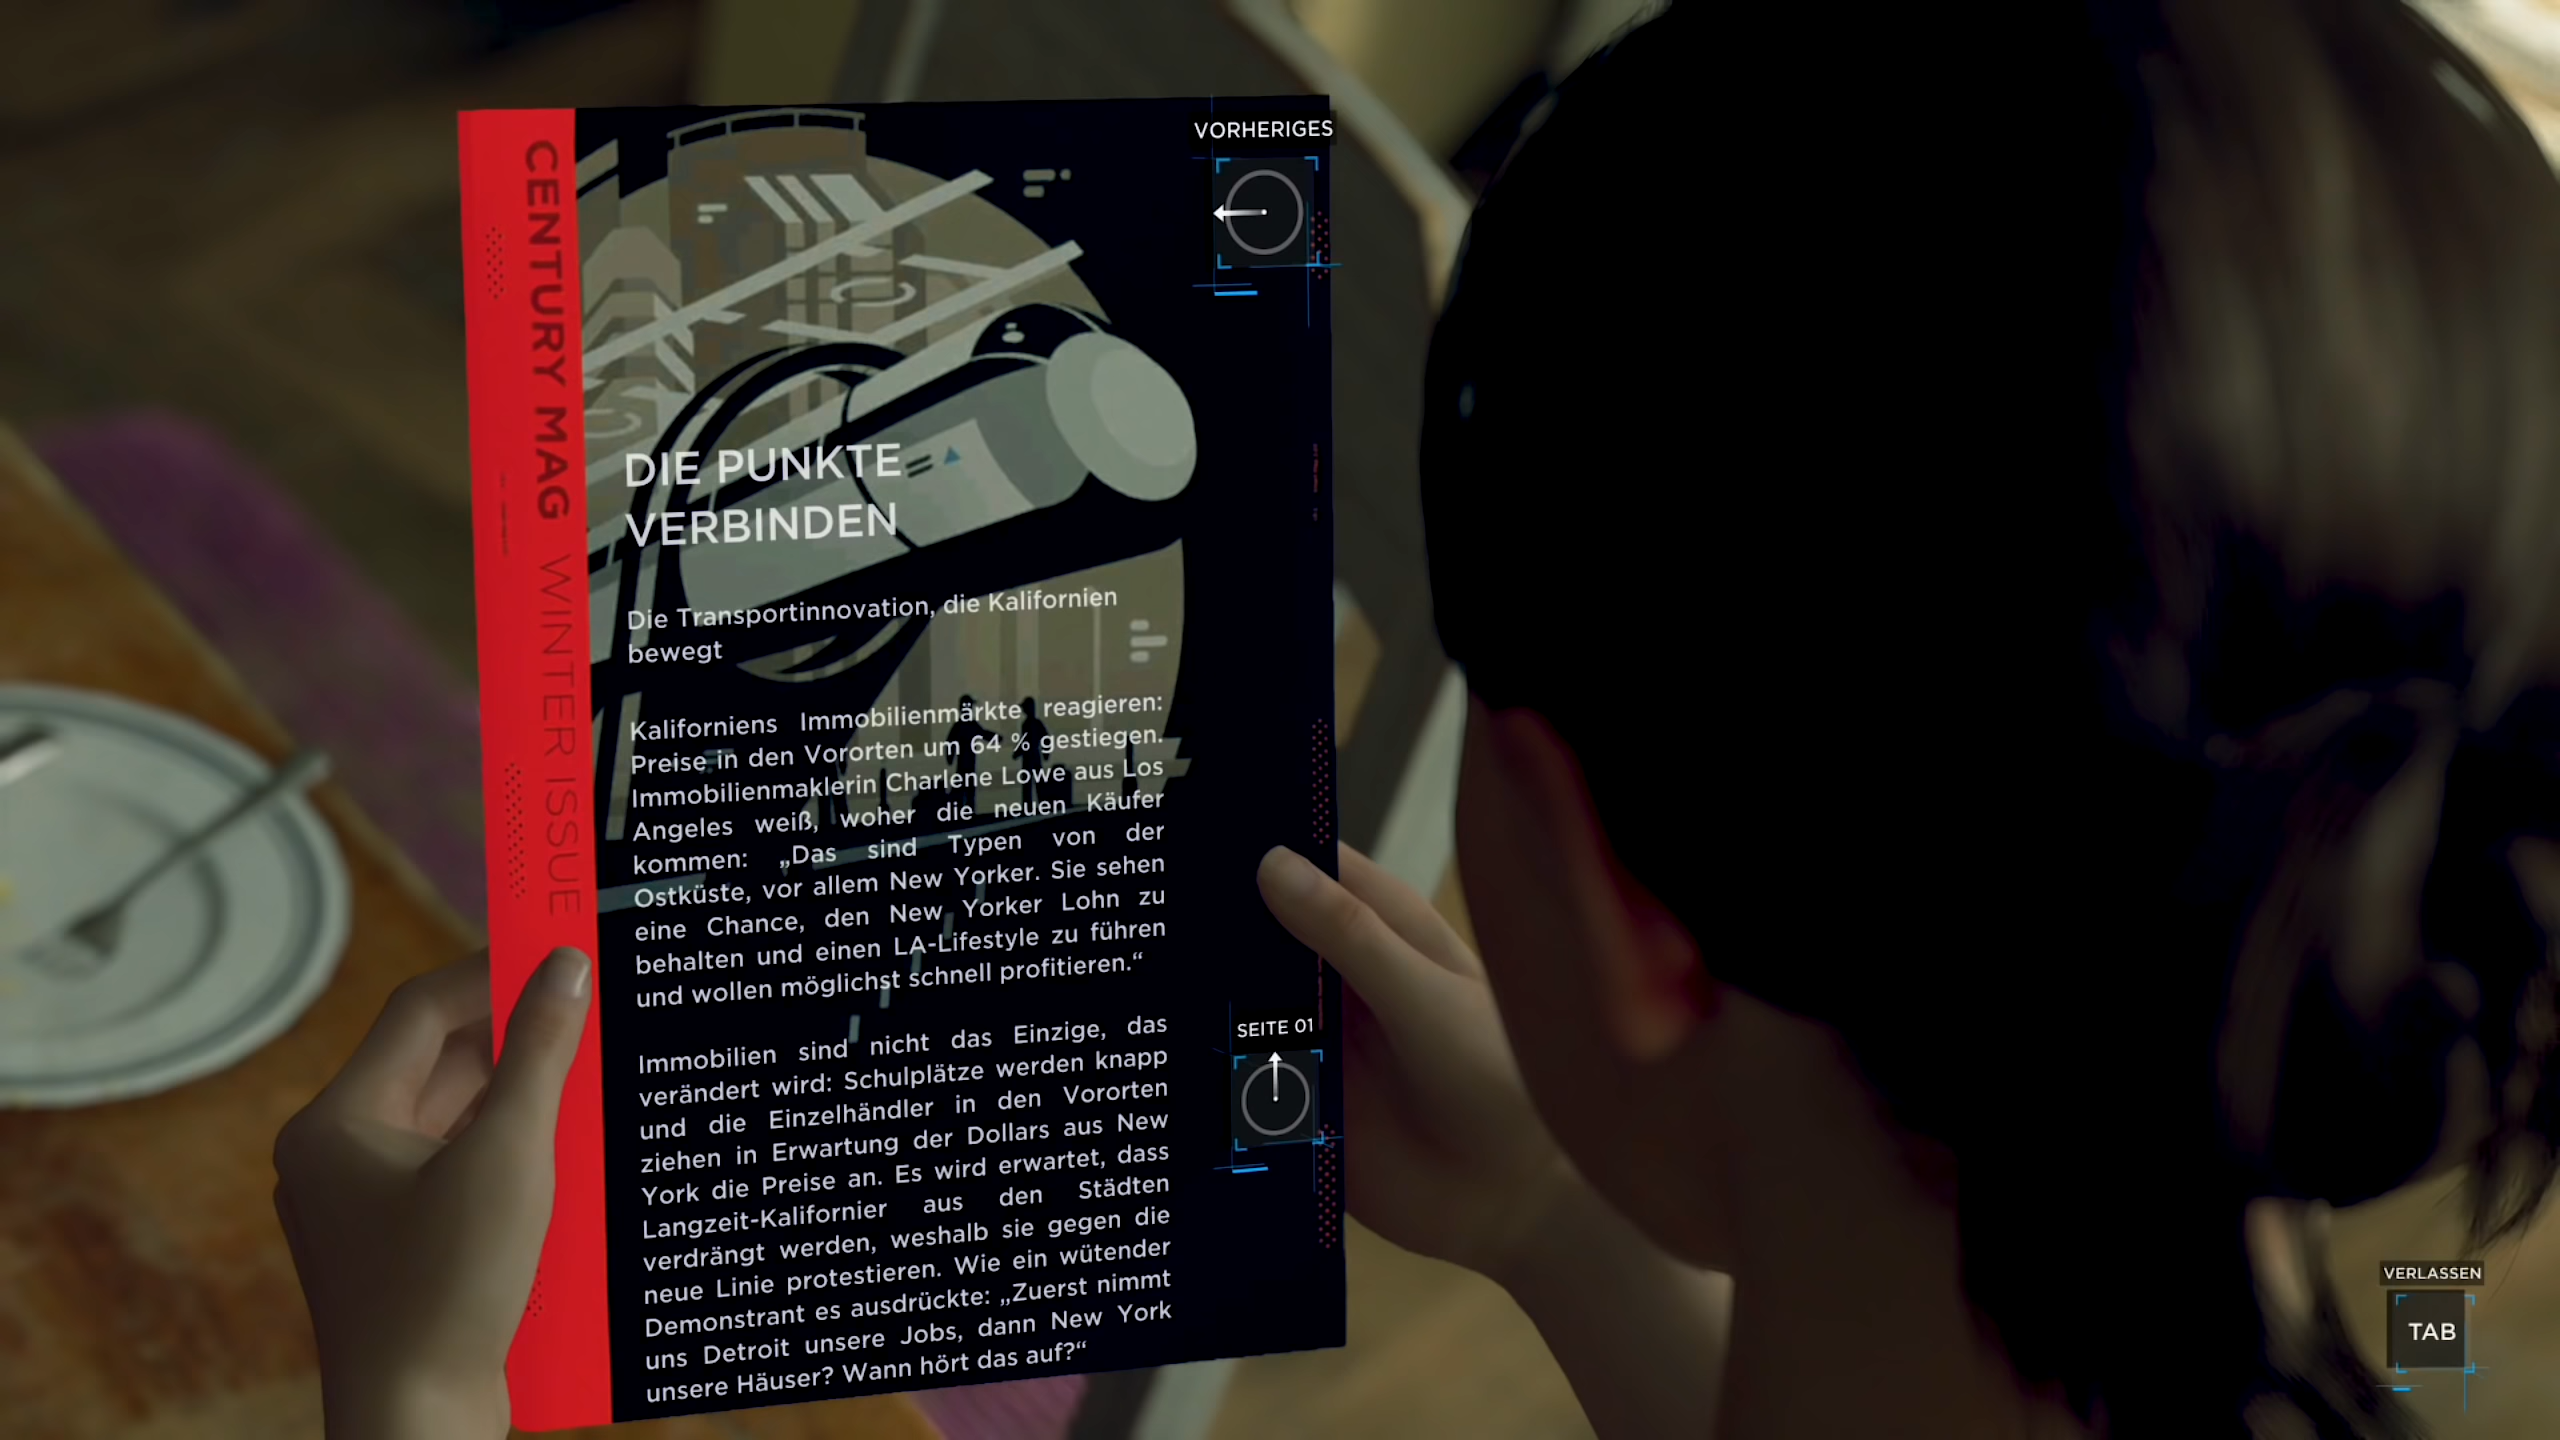 CENTURY MAG WINTER ISSUE
VORHERIGES
DIE PUNKTE
VERBINDEN
Die Transportinnovation, die Kalifornien
bewegt
Kaliforniens Immobilienmärkte reagieren:
Preise in den Vororten um 64 % gestiegen.
Immobilienmaklerin Charlene Lowe aus Los
Angeles weiß, woher die neuen Käufer
kommen: „Das sind Typen von der
Ostküste, vor allem New Yorker. Sie sehen
eine Chance, den New Yorker Lohn zu
behalten und einen LA-Lifestyle zu führen
und wollen möglichst schnell profitieren.“
Immobilien sind nicht das Einzige, das
verändert wird: Schulplätze werden knapp
und die Einzelhändler in den Vororten
ziehen in Erwartung der Dollars aus New
York die Preise an. Es wird erwartet, dass
Langzeit-Kalifornier aus den Städten
verdrängt werden, weshalb sie gegen die
neue Linie protestieren. Wie ein wütender
Demonstrant es ausdrückte: „Zuerst nimmt
uns Detroit unsere Jobs, dann New York
unsere Häuser? Wann hört das auf?“
SEITE 01
VERLASSEN
TAB